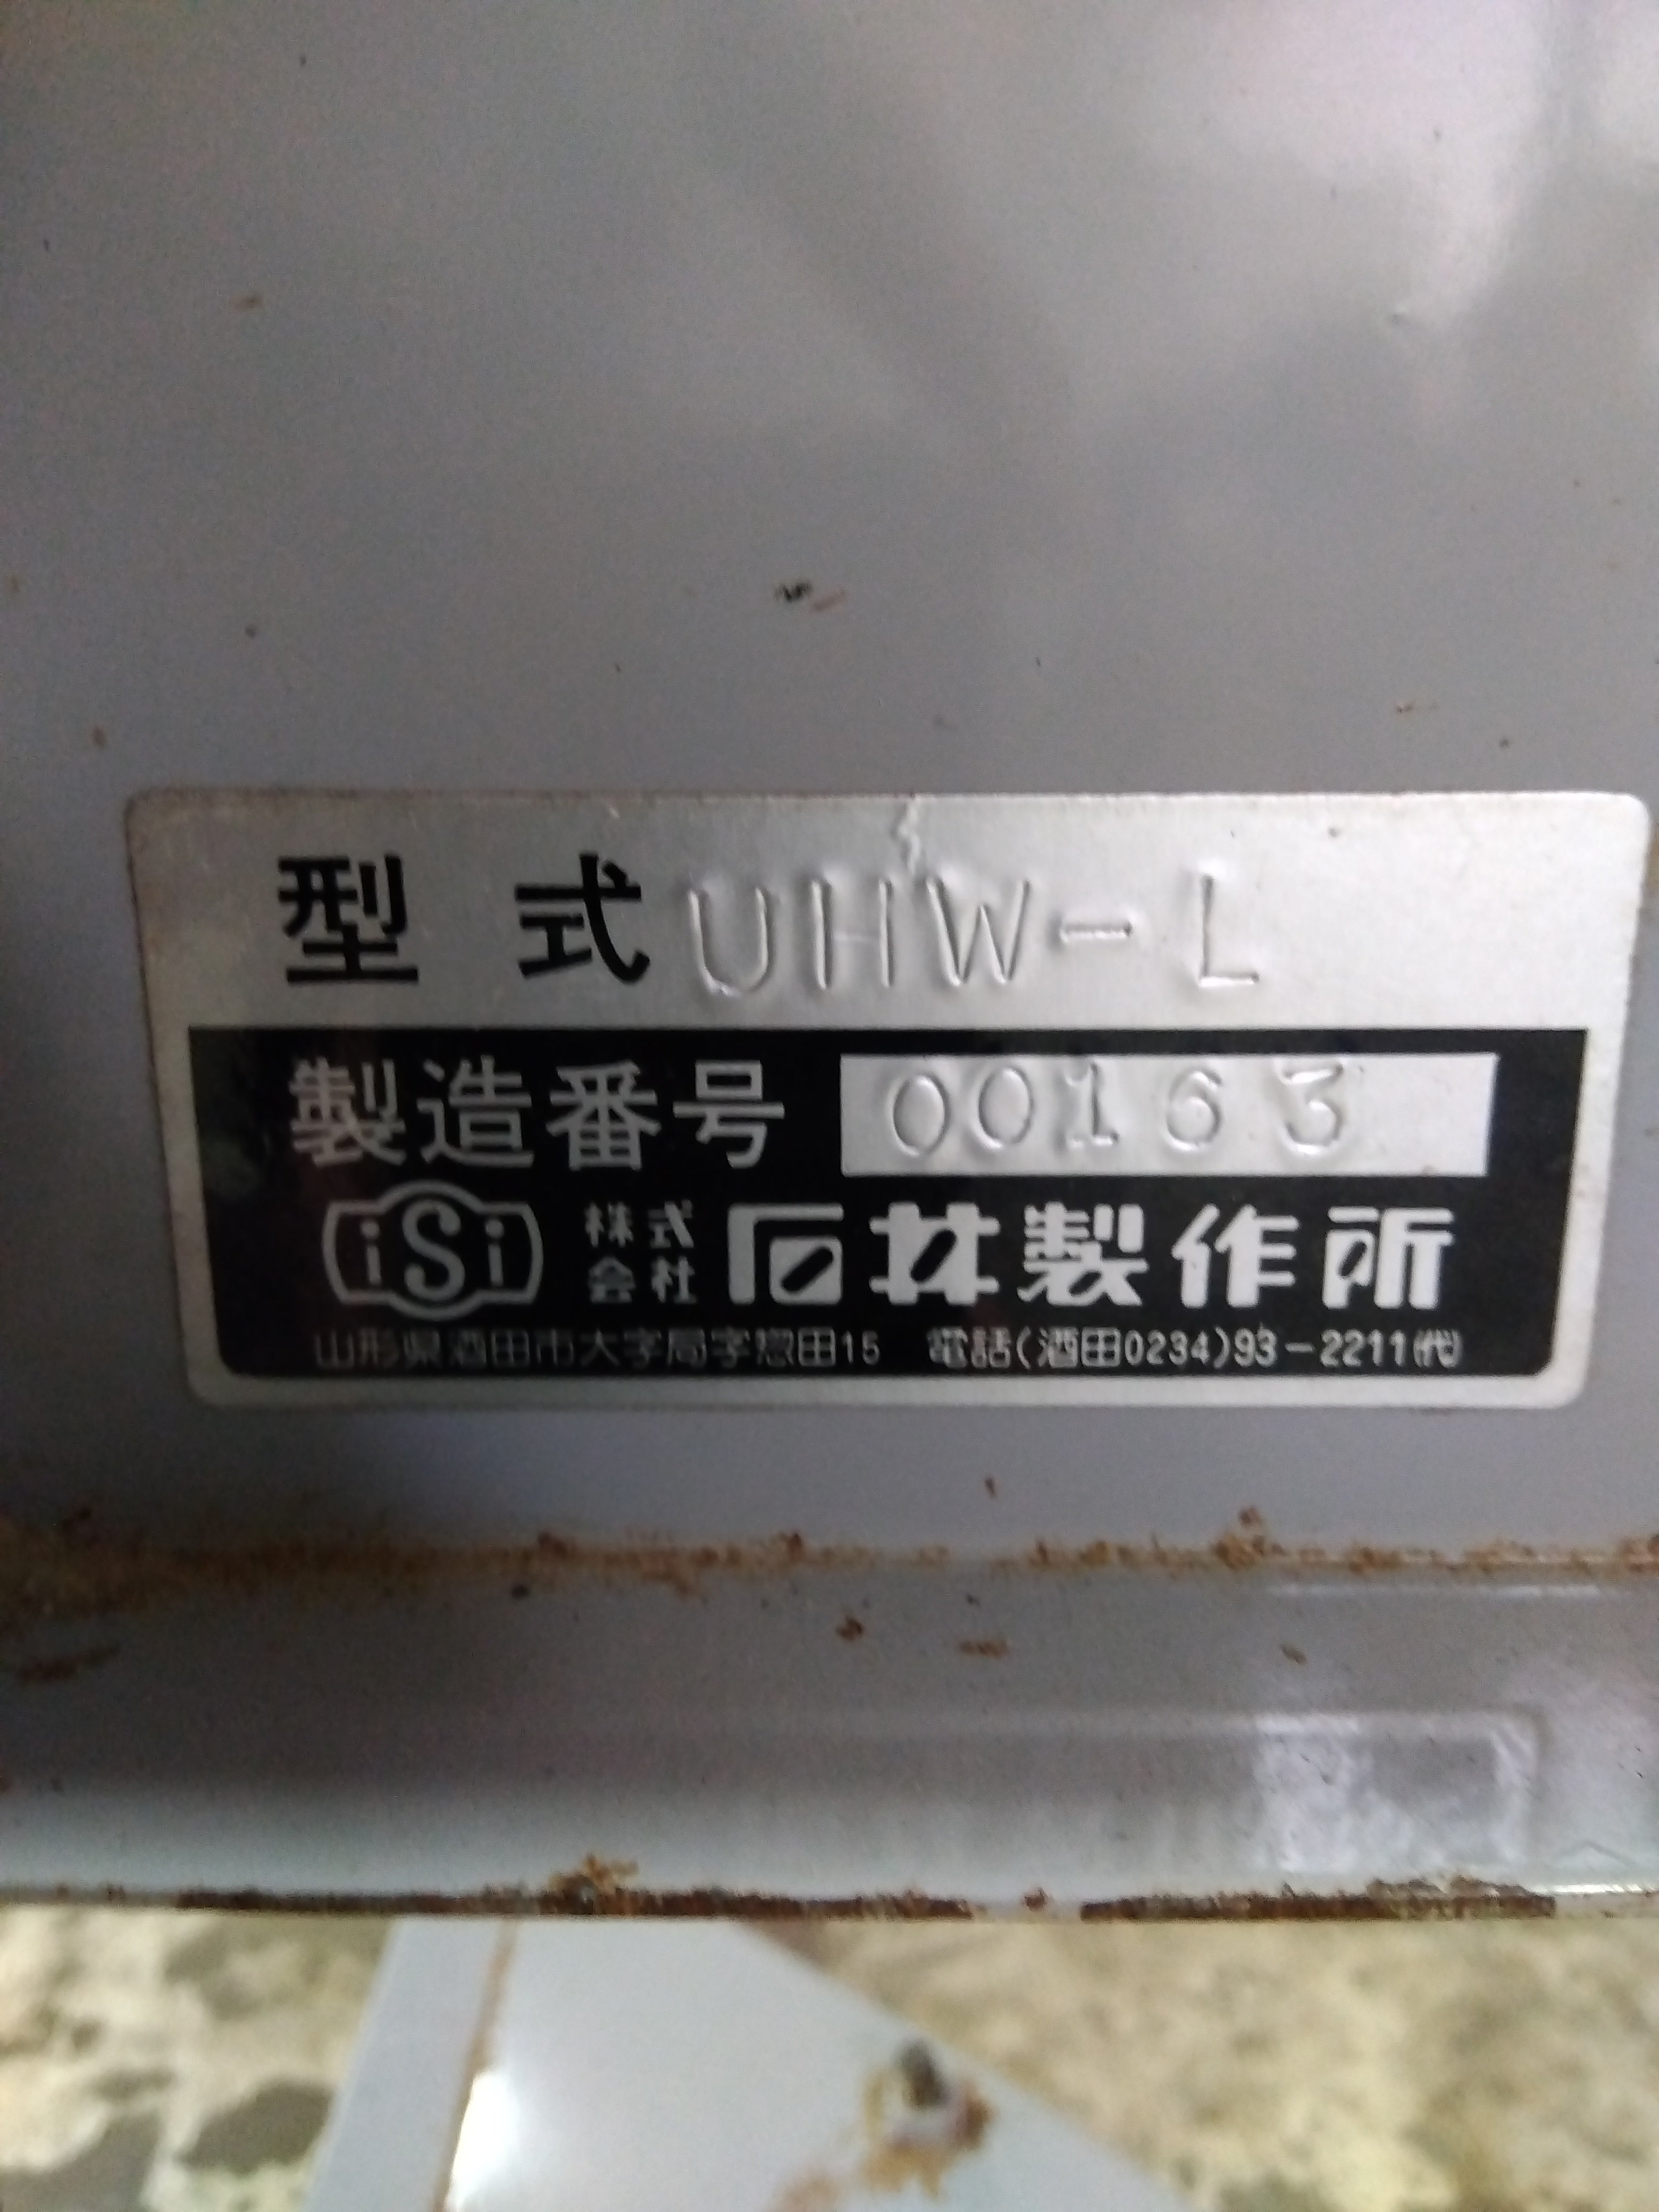 型式 UHW-L
製造番号 00163
iSi 株式会社 石井製作所
山形県酒田市大字局字惣田15 電話(酒田0234)93-2211(代)